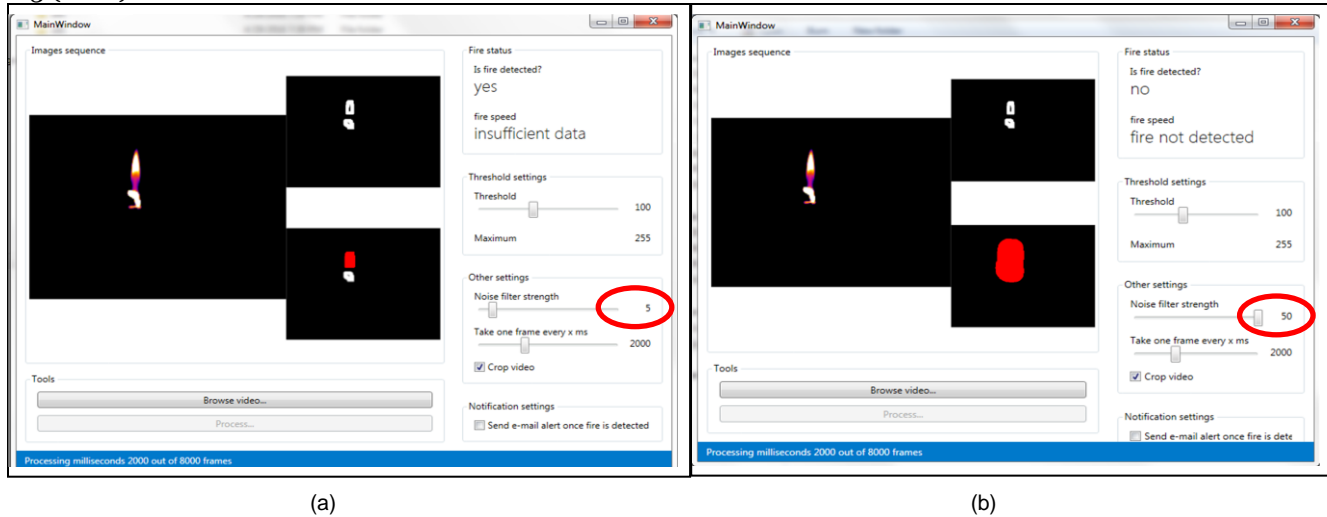 MainWindow
Images sequence
Fire status
Is fire detected?
yes
fire speed
insufficient data
Threshold settings
Threshold
100
Maximum
255
Other settings
Noise filter strength
5
Take one frame every x ms
2000
Crop video
Tools
Browse video...
Process...
Notification settings
Send e-mail alert once fire is detected
Processing milliseconds 2000 out of 8000 frames
(a)
MainWindow
Images sequence
Fire status
Is fire detected?
no
fire speed
fire not detected
Threshold settings
Threshold
100
Maximum
255
Other settings
Noise filter strength
50
Take one frame every x ms
2000
Crop video
Tools
Browse video...
Process...
Notification settings
Send e-mail alert once fire is dete
Processing milliseconds 2000 out of 8000 frames
(b)